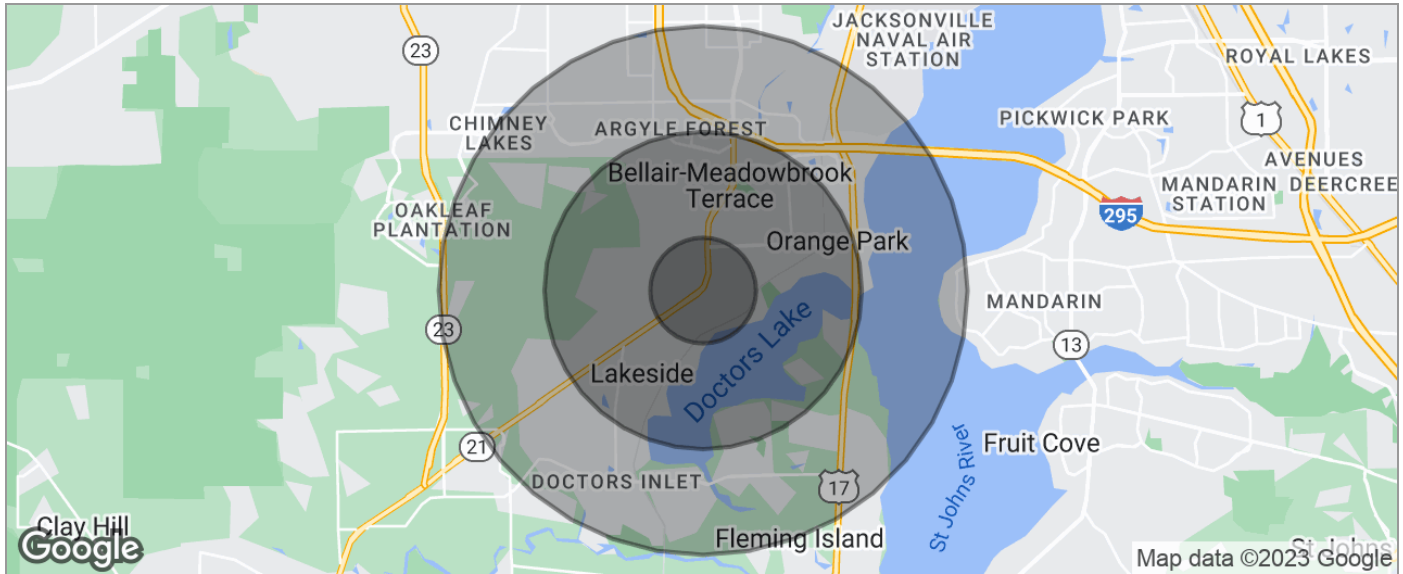 JACKSONVILLE
NAVAL AIR
STATION
23
ROYAL LAKES
1
PICKWICK PARK
CHIMNEY
LAKES
ARGYLE FOREST
AVENUES
Bellair-Meadowbrook
Terrace
MANDARIN
STATION
DEERCREE
295
OAKLEAF
PLANTATION
Orange Park
MANDARIN
23
13
Doctors Lake
Lakeside
21
Fruit Cove
St Johns River
DOCTORS INLET
17
Clay Hill
Fleming Island
Google
St Johns
Map data ©2023 Google